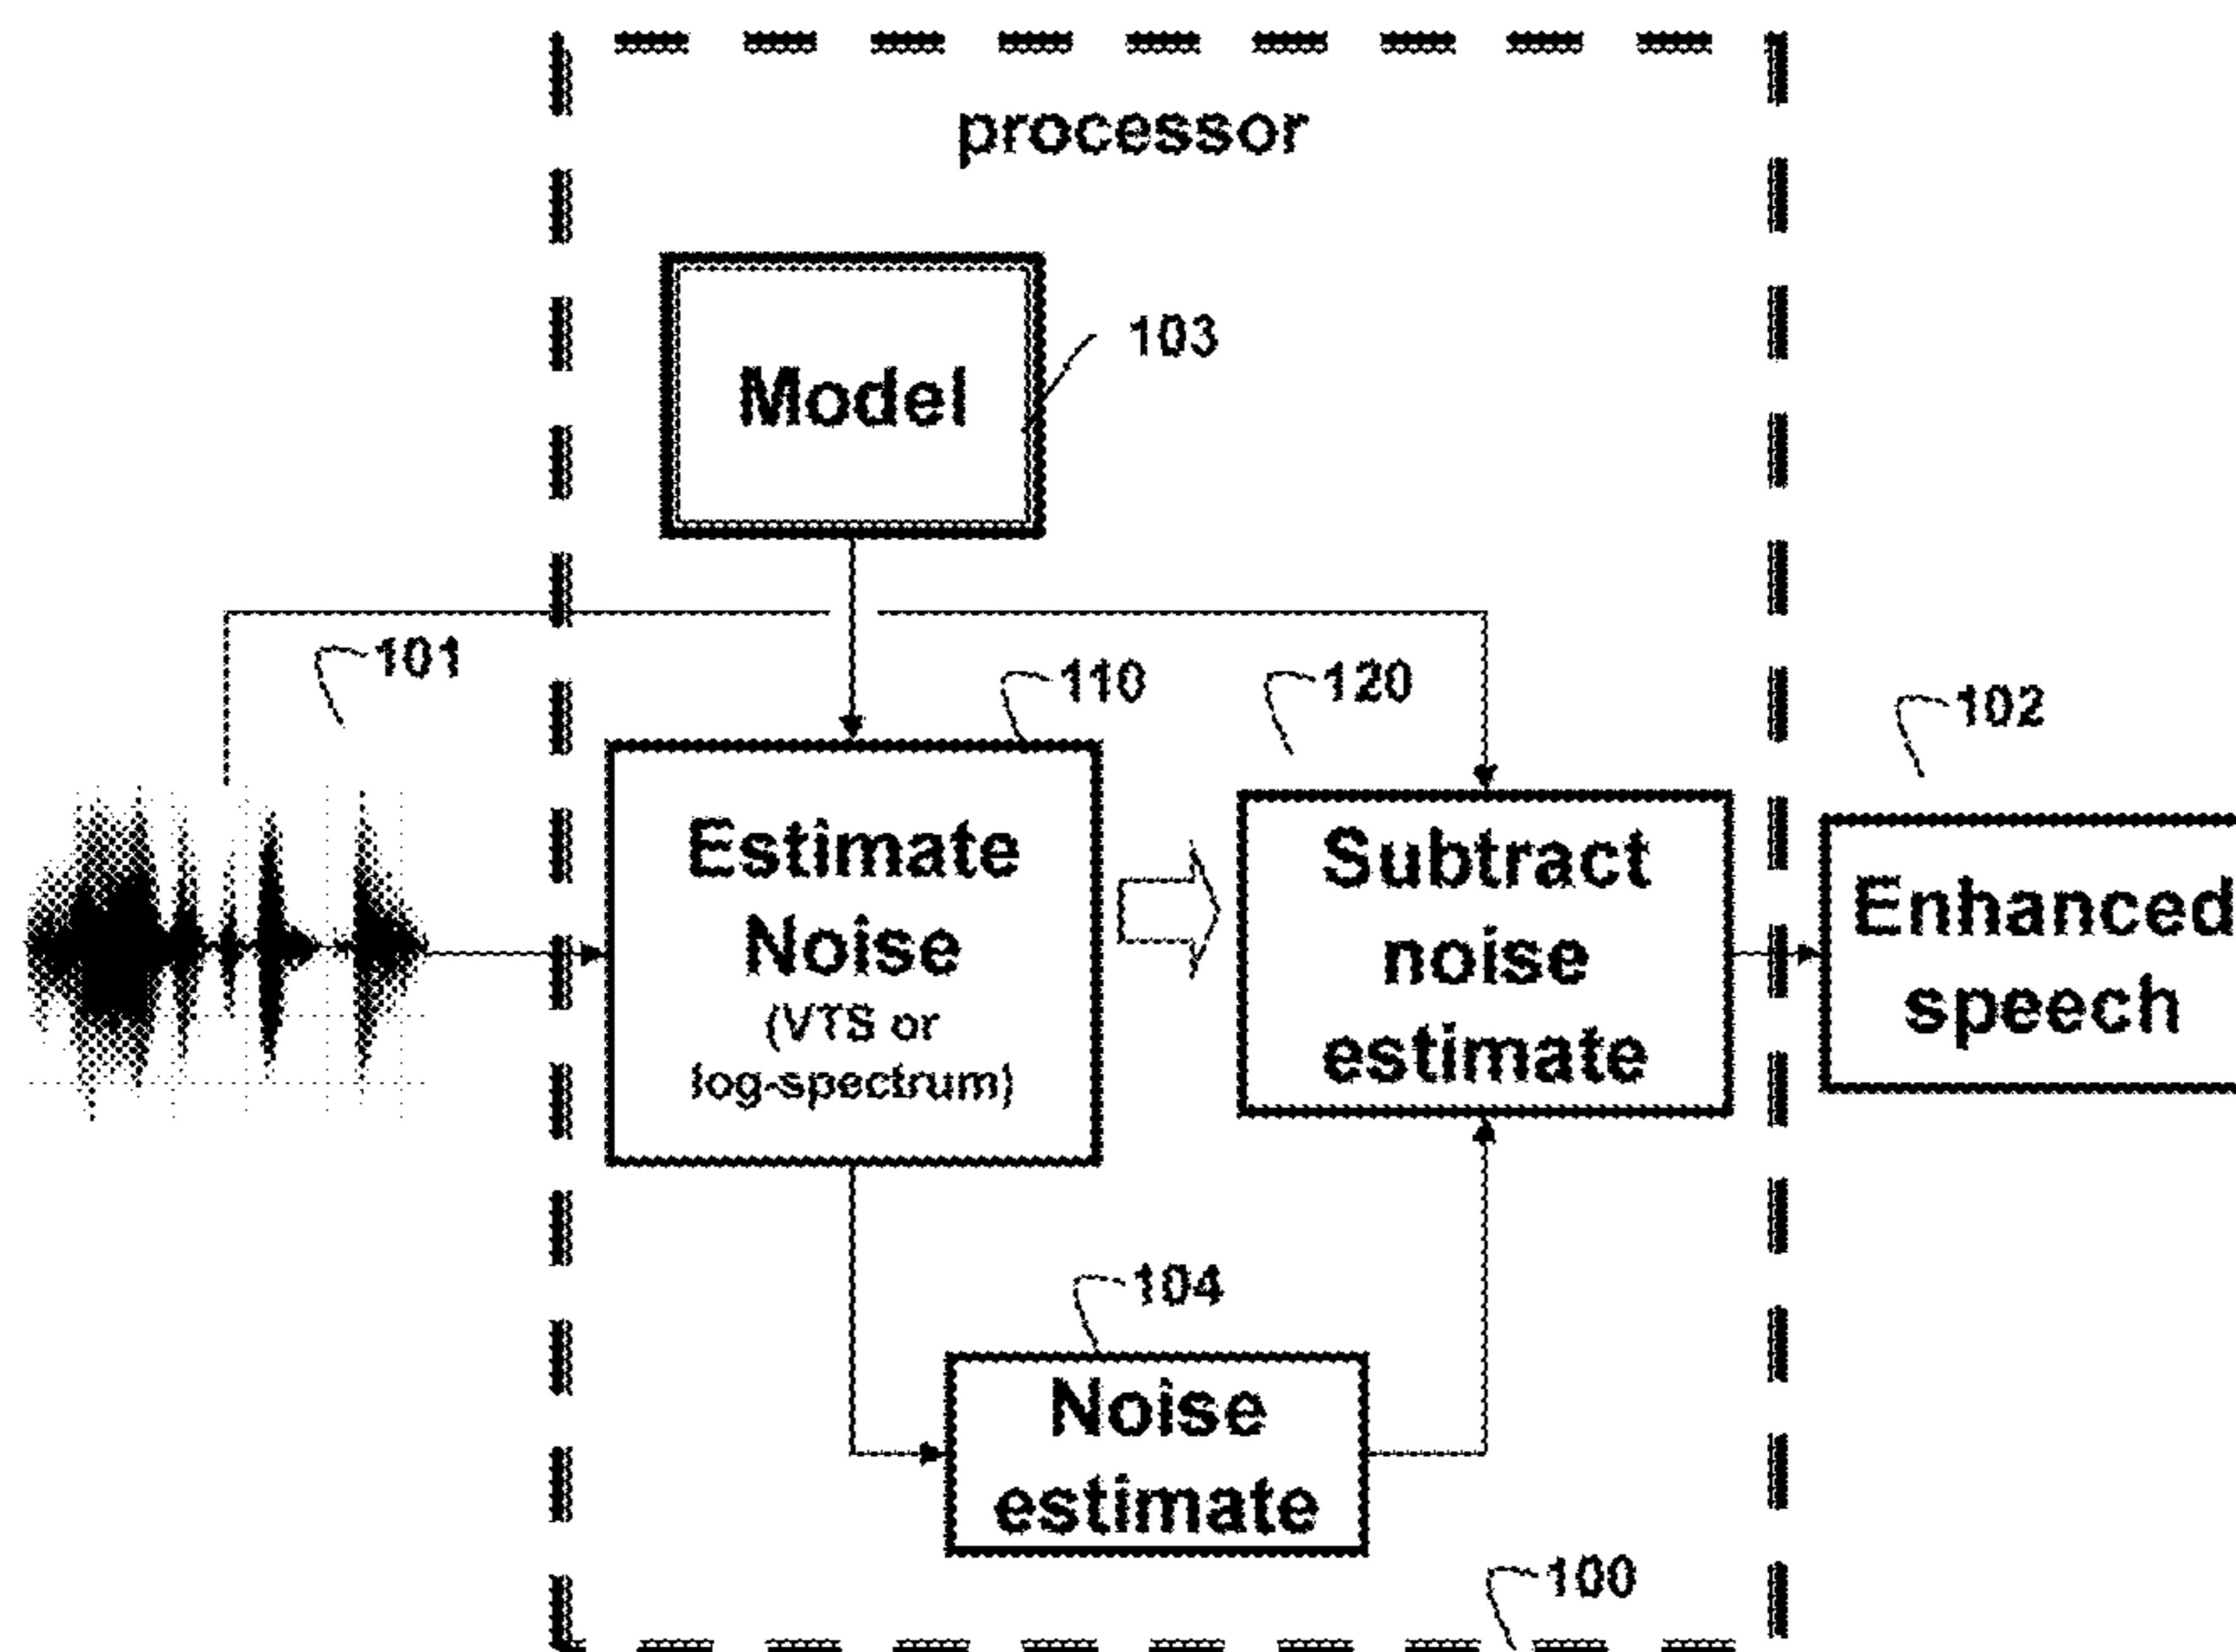 processor
Model
103
101
110
120
102
Estimate
Noise
(VTS or
log-spectrum)
Subtract
noise
estimate
Enhanced
speech
104
Noise
estimate
100